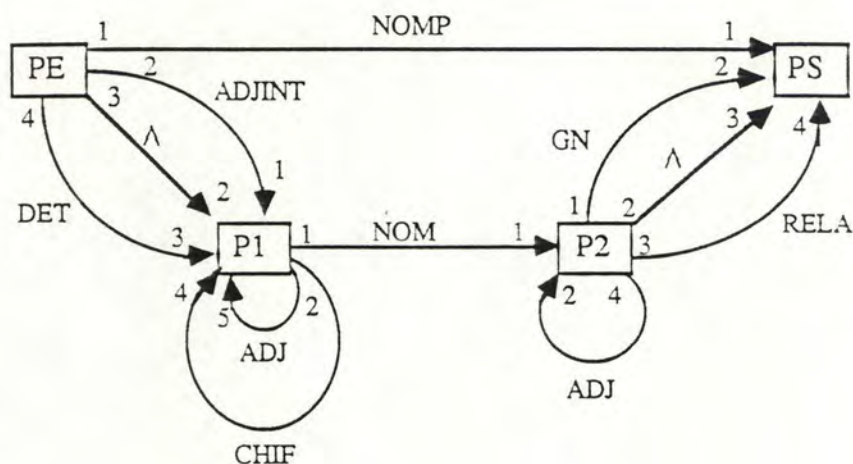 1 NOMP 1
PE 2 ADJINT 2 PS
3 3
4 GN 4
Λ Λ
DET 2 1 1 2 RELA
3 P1 1 NOM 1 P2 3
4 5 2 2 4
ADJ
ADJ
CHIF